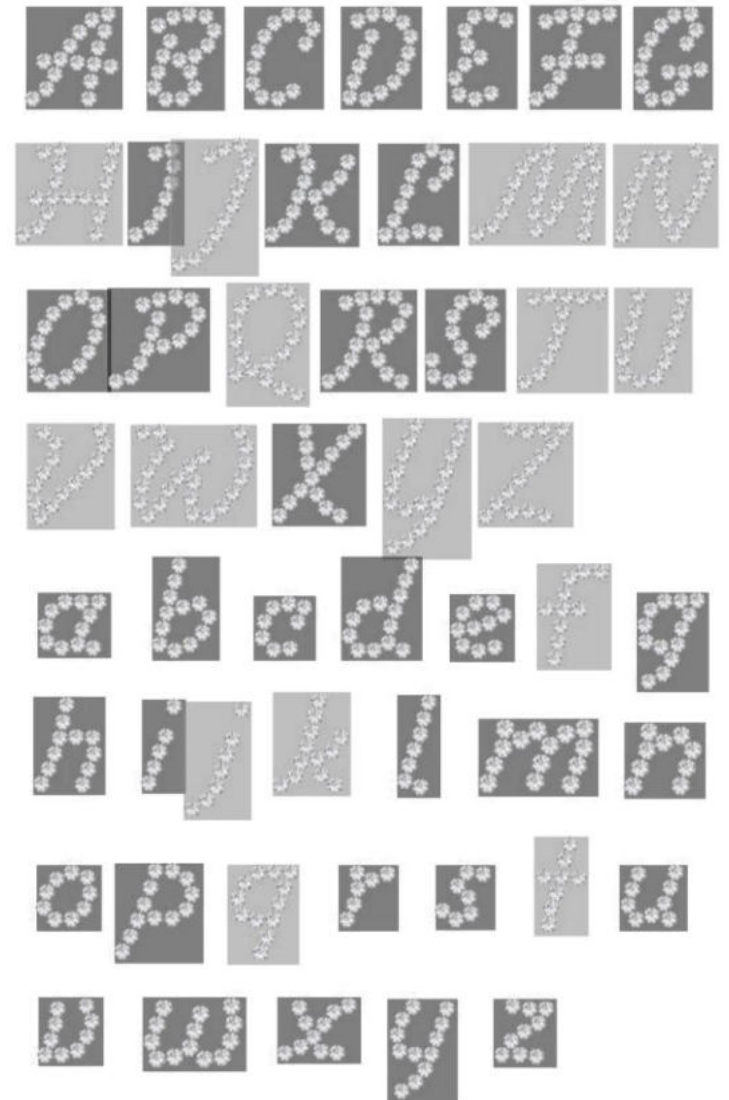 A B C D E F G
H I J K L M N
O P Q R S T U
V W X Y Z
a b c d e f g
h i j k l m n
o p q r s t u
v w x y z